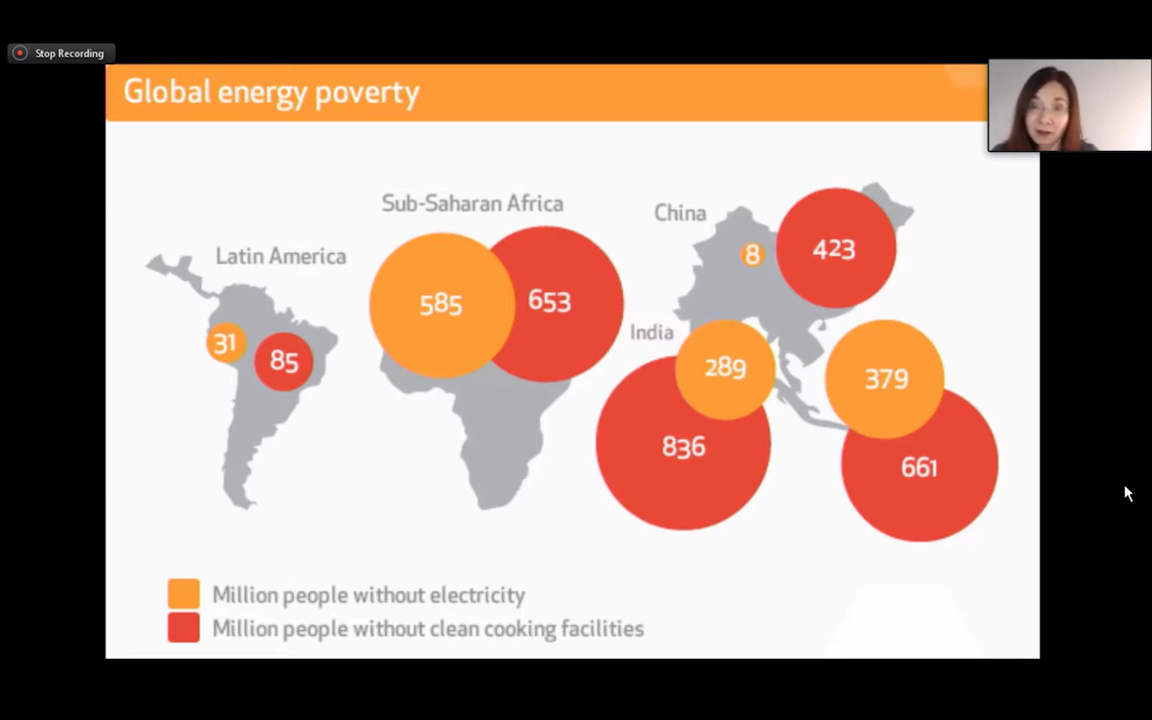 Stop Recording
Global energy poverty
Sub-Saharan Africa
China
423
8
Latin America
585
653
India
31
85
289
379
836
661
Million people without electricity
Million people without clean cooking facilities